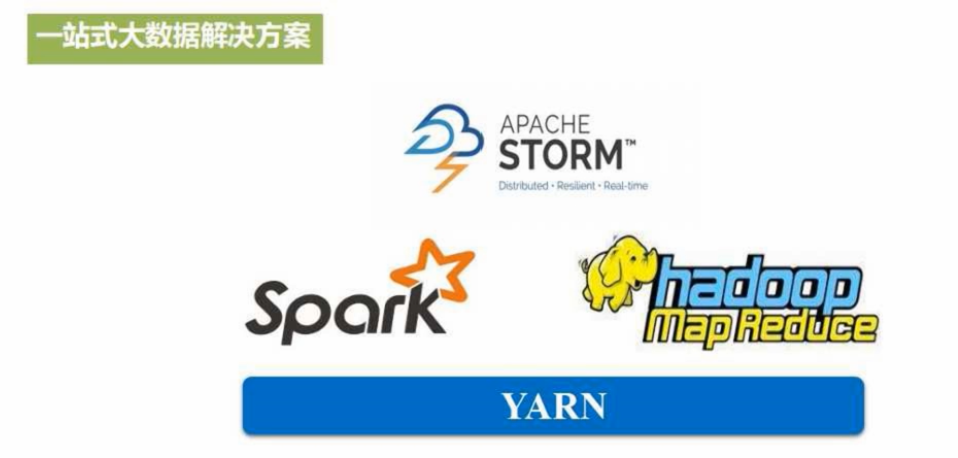 一站式大数据解决方案
APACHE
STORM™
Distributed • Resilient • Real-time
Spark
hadoop
Map Reduce
YARN